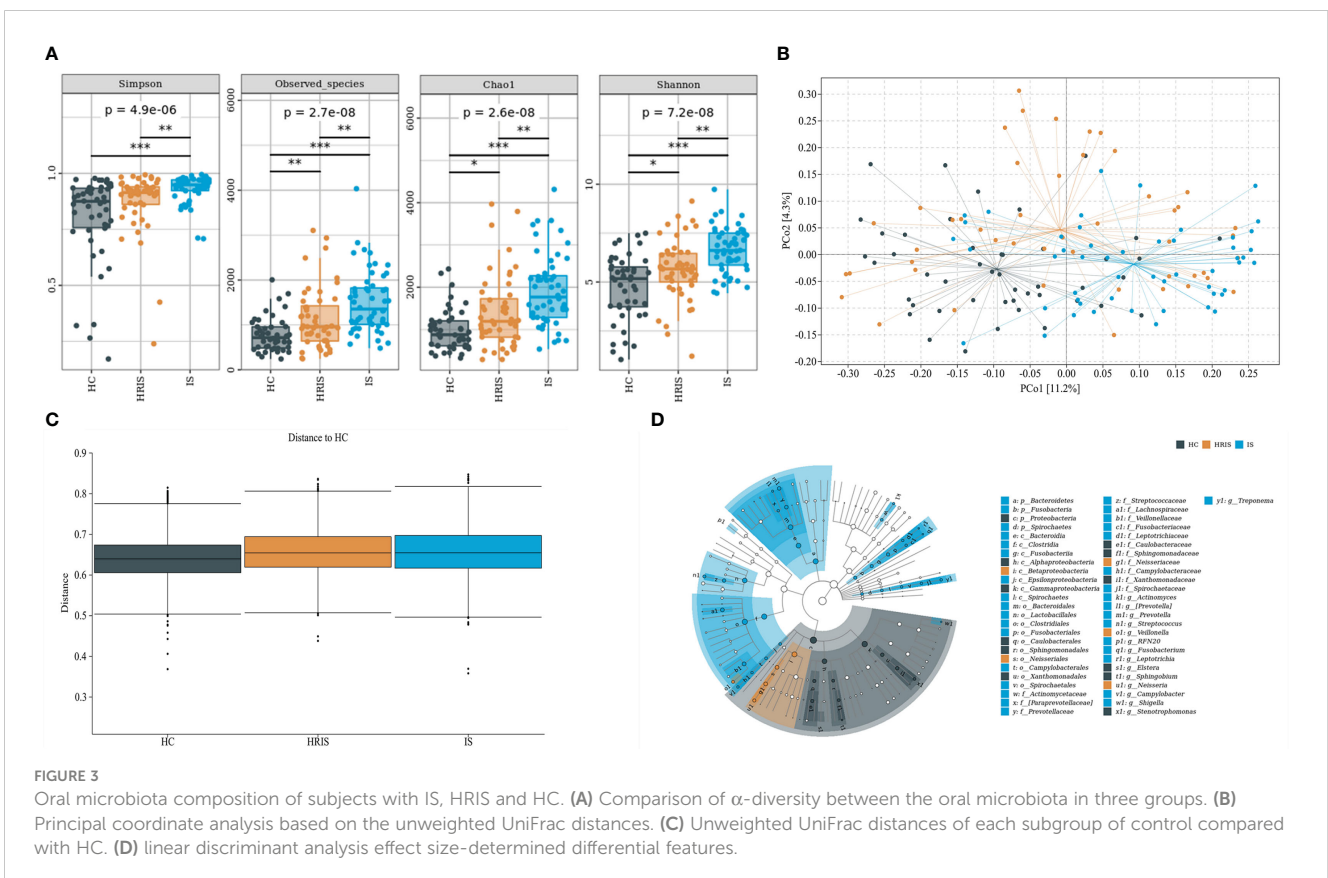 A
Simpson
p = 4.9e-06
**
***
1.0
0.5
HC
HRIS
IS
Observed_species
p = 2.7e-08
**
***
**
6000
4000
2000
0
HC
HRIS
IS
Chao1
p = 2.6e-08
**
***
*
6000
4000
2000
HC
HRIS
IS
Shannon
p = 7.2e-08
**
***
*
10
5
HC
HRIS
IS
B
PCo2 [4.3%]
0.30
0.25
0.20
0.15
0.10
0.05
0.00
-0.05
-0.10
-0.15
-0.20
-0.30 -0.25 -0.20 -0.15 -0.10 -0.05 0.00 0.05 0.10 0.15 0.20 0.25
PCo1 [11.2%]
C
Distance to HC
Distance
0.9
0.8
0.7
0.6
0.5
0.4
0.3
HC HRIS IS
D
HC HRIS IS
a: p__Bacteroidetes
b: p__Fusobacteria
c: p__Proteobacteria
d: p__Spirochaetes
e: c__Bacteroidia
f: c__Clostridia
g: c__Fusobacteriia
h: c__Alphaproteobacteria
i: c__Betaproteobacteria
j: c__Epsilonproteobacteria
k: c__Gammaproteobacteria
l: c__Spirochaetes
m: o__Bacteroidales
n: o__Lactobacillales
o: o__Clostridiales
p: o__Fusobacteriales
q: o__Caulobacterales
r: o__Sphingomonadales
s: o__Neisseriales
t: o__Campylobacterales
u: o__Xanthomonadales
v: o__Spirochaetales
w: f__Actinomycetaceae
x: f__[Paraprevotellaceae]
y: f__Prevotellaceae
z: f__Streptococcaceae
a1: f__Lachnospiraceae
b1: f__Veillonellaceae
c1: f__Fusobacteriaceae
d1: f__Leptotrichiaceae
e1: f__Caulobacteraceae
f1: f__Sphingomonadaceae
g1: f__Neisseriaceae
h1: f__Campylobacteraceae
i1: f__Xanthomonadaceae
j1: f__Spirochaetaceae
k1: g__Actinomyces
l1: g__[Prevotella]
m1: g__Prevotella
n1: g__Streptococcus
o1: g__Veillonella
p1: g__RFN20
q1: g__Fusobacterium
r1: g__Leptotrichia
s1: g__Elstera
t1: g__Sphingobium
u1: g__Neisseria
v1: g__Campylobacter
w1: g__Shigella
x1: g__Stenotrophomonas
y1: g__Treponema
FIGURE 3
Oral microbiota composition of subjects with IS, HRIS and HC. (A) Comparison of α-diversity between the oral microbiota in three groups. (B)
Principal coordinate analysis based on the unweighted UniFrac distances. (C) Unweighted UniFrac distances of each subgroup of control compared
with HC. (D) linear discriminant analysis effect size-determined differential features.